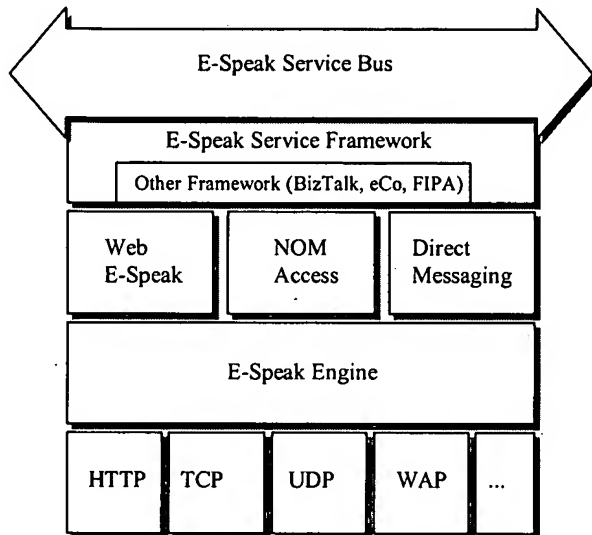 E-Speak Service Bus
E-Speak Service Framework
Other Framework (BizTalk, eCo, FIPA)
Web
E-Speak
NOM
Access
Direct
Messaging
E-Speak Engine
HTTP TCP UDP WAP ...